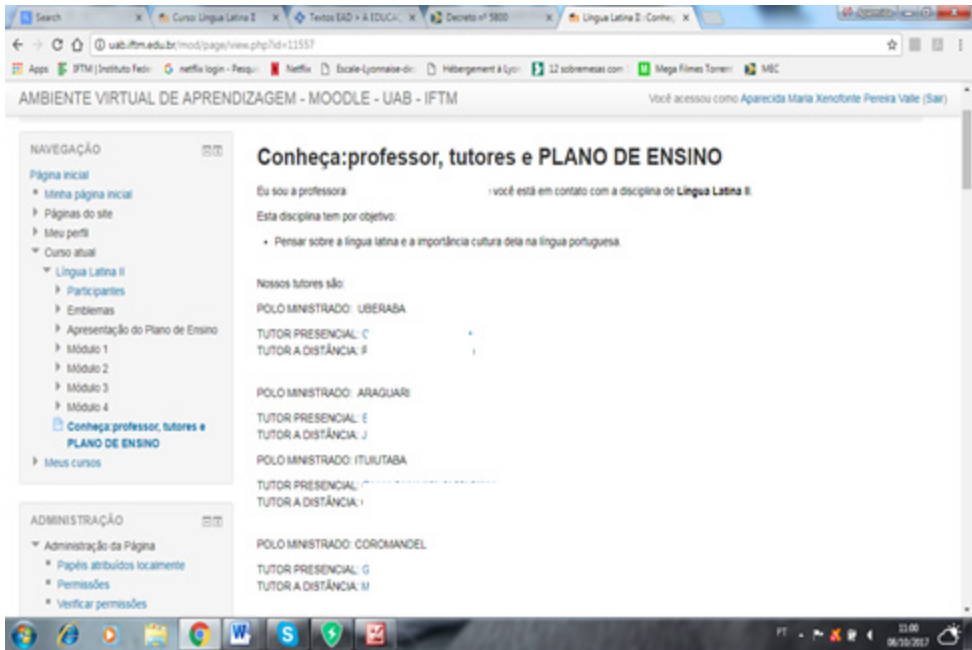 Search
Curso: Língua Latina I
Textos EAD > A EDUCAÇ
Decreto nº 5800
Língua Latina II: Conheç
uab.iftm.edu.br/mod/page/view.php?id=11557
Apps
IFTM | Instituto Feder
netflix login - Pesqui
Netflix
Escale-Lyonnaise-de
Hébergement à Lyon
12 sobremesas com
Mega Filmes Torrent
MEC
AMBIENTE VIRTUAL DE APRENDIZAGEM - MOODLE - UAB - IFTM
Você acessou como Aparecida Maria Xenofonte Pereira Valle (Sair)
NAVEGAÇÃO
Página inicial
Minha página inicial
Páginas do site
Meu perfil
Curso atual
Língua Latina II
Participantes
Emblemas
Apresentação do Plano de Ensino
Módulo 1
Módulo 2
Módulo 3
Módulo 4
Conheça:professor, tutores e
PLANO DE ENSINO
Meus cursos
ADMINISTRAÇÃO
Administração da Página
Papéis atribuídos localmente
Permissões
Verificar permissões
Conheça:professor, tutores e PLANO DE ENSINO
Eu sou a professora você está em contato com a disciplina de Língua Latina II.
Esta disciplina tem por objetivo:
Pensar sobre a língua latina e a importância cultura dela na língua portuguesa.
Nossos tutores são:
POLO MINISTRADO: UBERABA
TUTOR PRESENCIAL: C
TUTOR A DISTÂNCIA: F
POLO MINISTRADO: ARAGUARI
TUTOR PRESENCIAL: E
TUTOR A DISTÂNCIA: J
POLO MINISTRADO: ITUIUTABA
TUTOR PRESENCIAL:
TUTOR A DISTÂNCIA:
POLO MINISTRADO: COROMANDEL
TUTOR PRESENCIAL: G
TUTOR A DISTÂNCIA: M
PT
11:00
08/10/2017